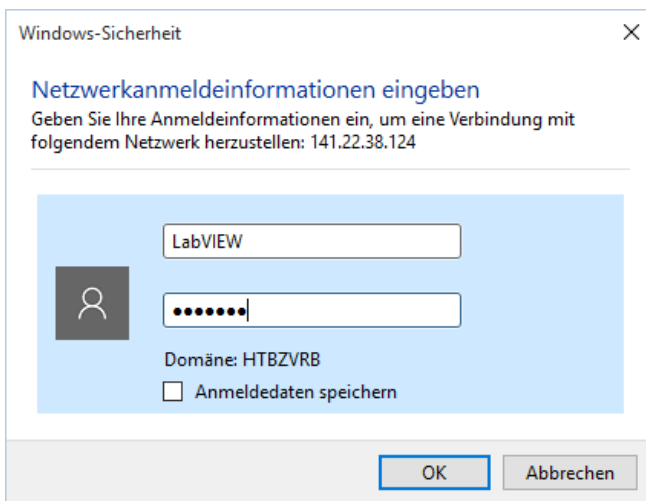 Windows-Sicherheit
Netzwerkanmeldeinformationen eingeben
Geben Sie Ihre Anmeldeinformationen ein, um eine Verbindung mit
folgendem Netzwerk herzustellen: 141.22.38.124
LabVIEW
●●●●●●●
Domäne: HTBZVRB
Anmeldedaten speichern
OK Abbrechen